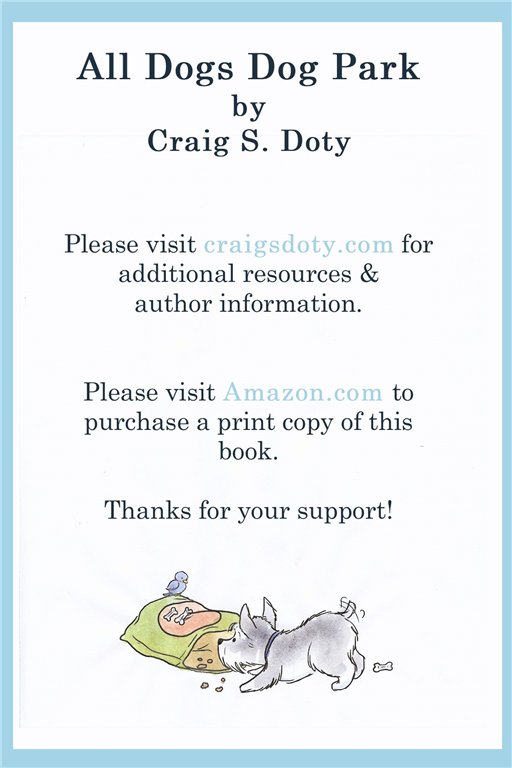 All Dogs Dog Park
by
Craig S. Doty
Please visit craigsdoty.com for
additional resources &
author information.
Please visit Amazon.com to
purchase a print copy of this
book.
Thanks for your support!